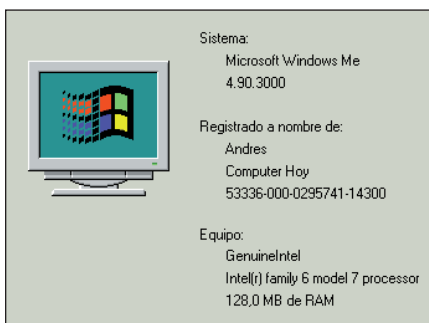 Sistema:
Microsoft Windows Me
4.90.3000
Registrado a nombre de:
Andres
Computer Hoy
53336-000-0295741-14300
Equipo:
GenuineIntel
Intel(r) family 6 model 7 processor
128,0 MB de RAM